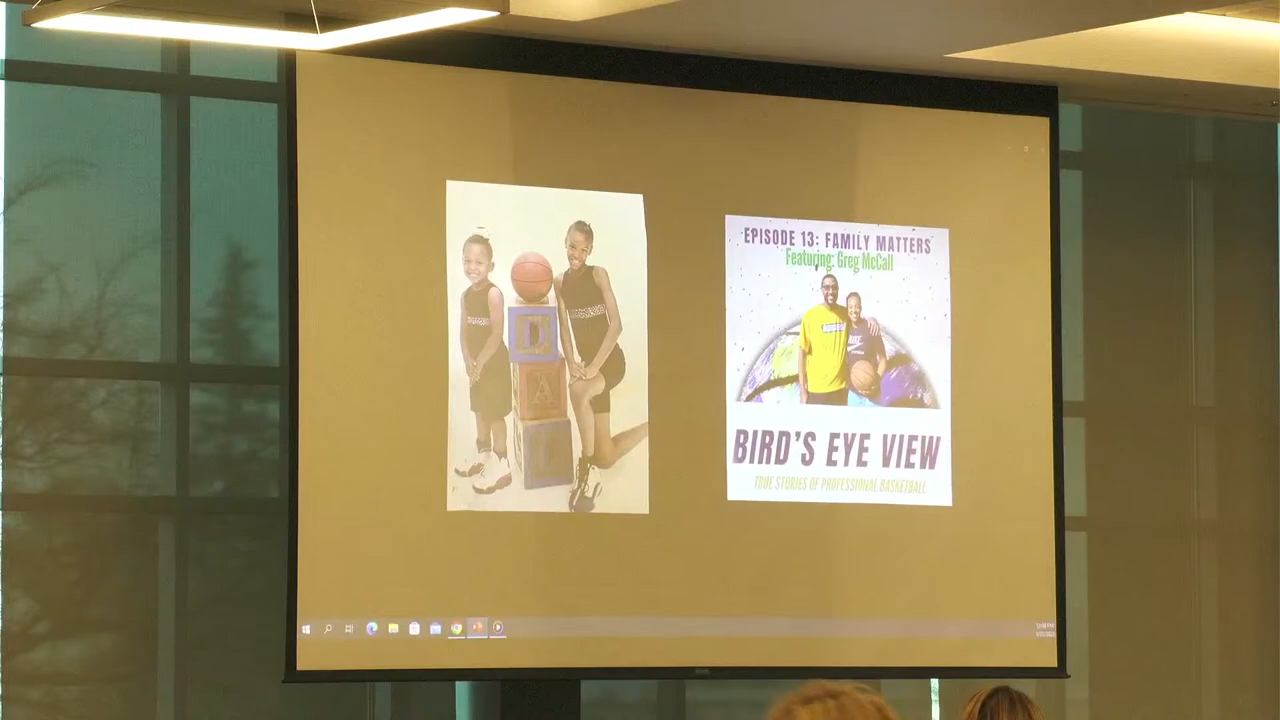 D
A
EPISODE 13: FAMILY MATTERS
Featuring: Greg McCall
BIRD'S EYE VIEW
TRUE STORIES OF PROFESSIONAL BASKETBALL